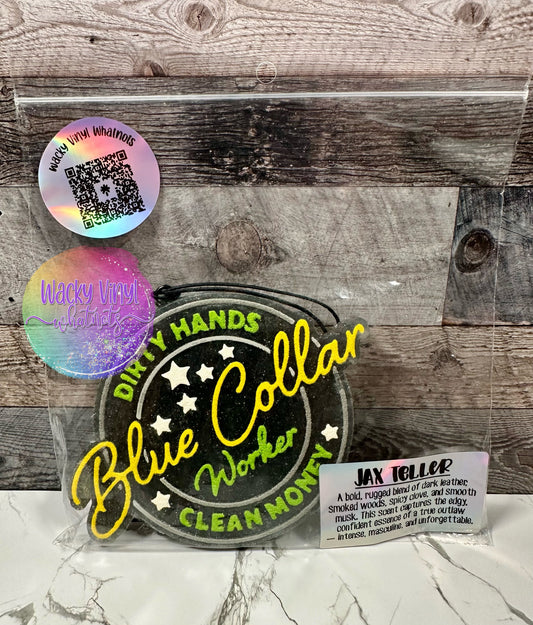 Wacky Vinyl Whatnots
Wacky Vinyl
whatnots
DIRTY HANDS
Blue Collar
Worker
CLEAN MONEY
JAX TELLER
A bold, rugged blend of dark leather,
smoked woods, spicy clove, and smooth
musk. This scent captures the edgy,
confident essence of a true outlaw
— intense, masculine, and unforgettable.